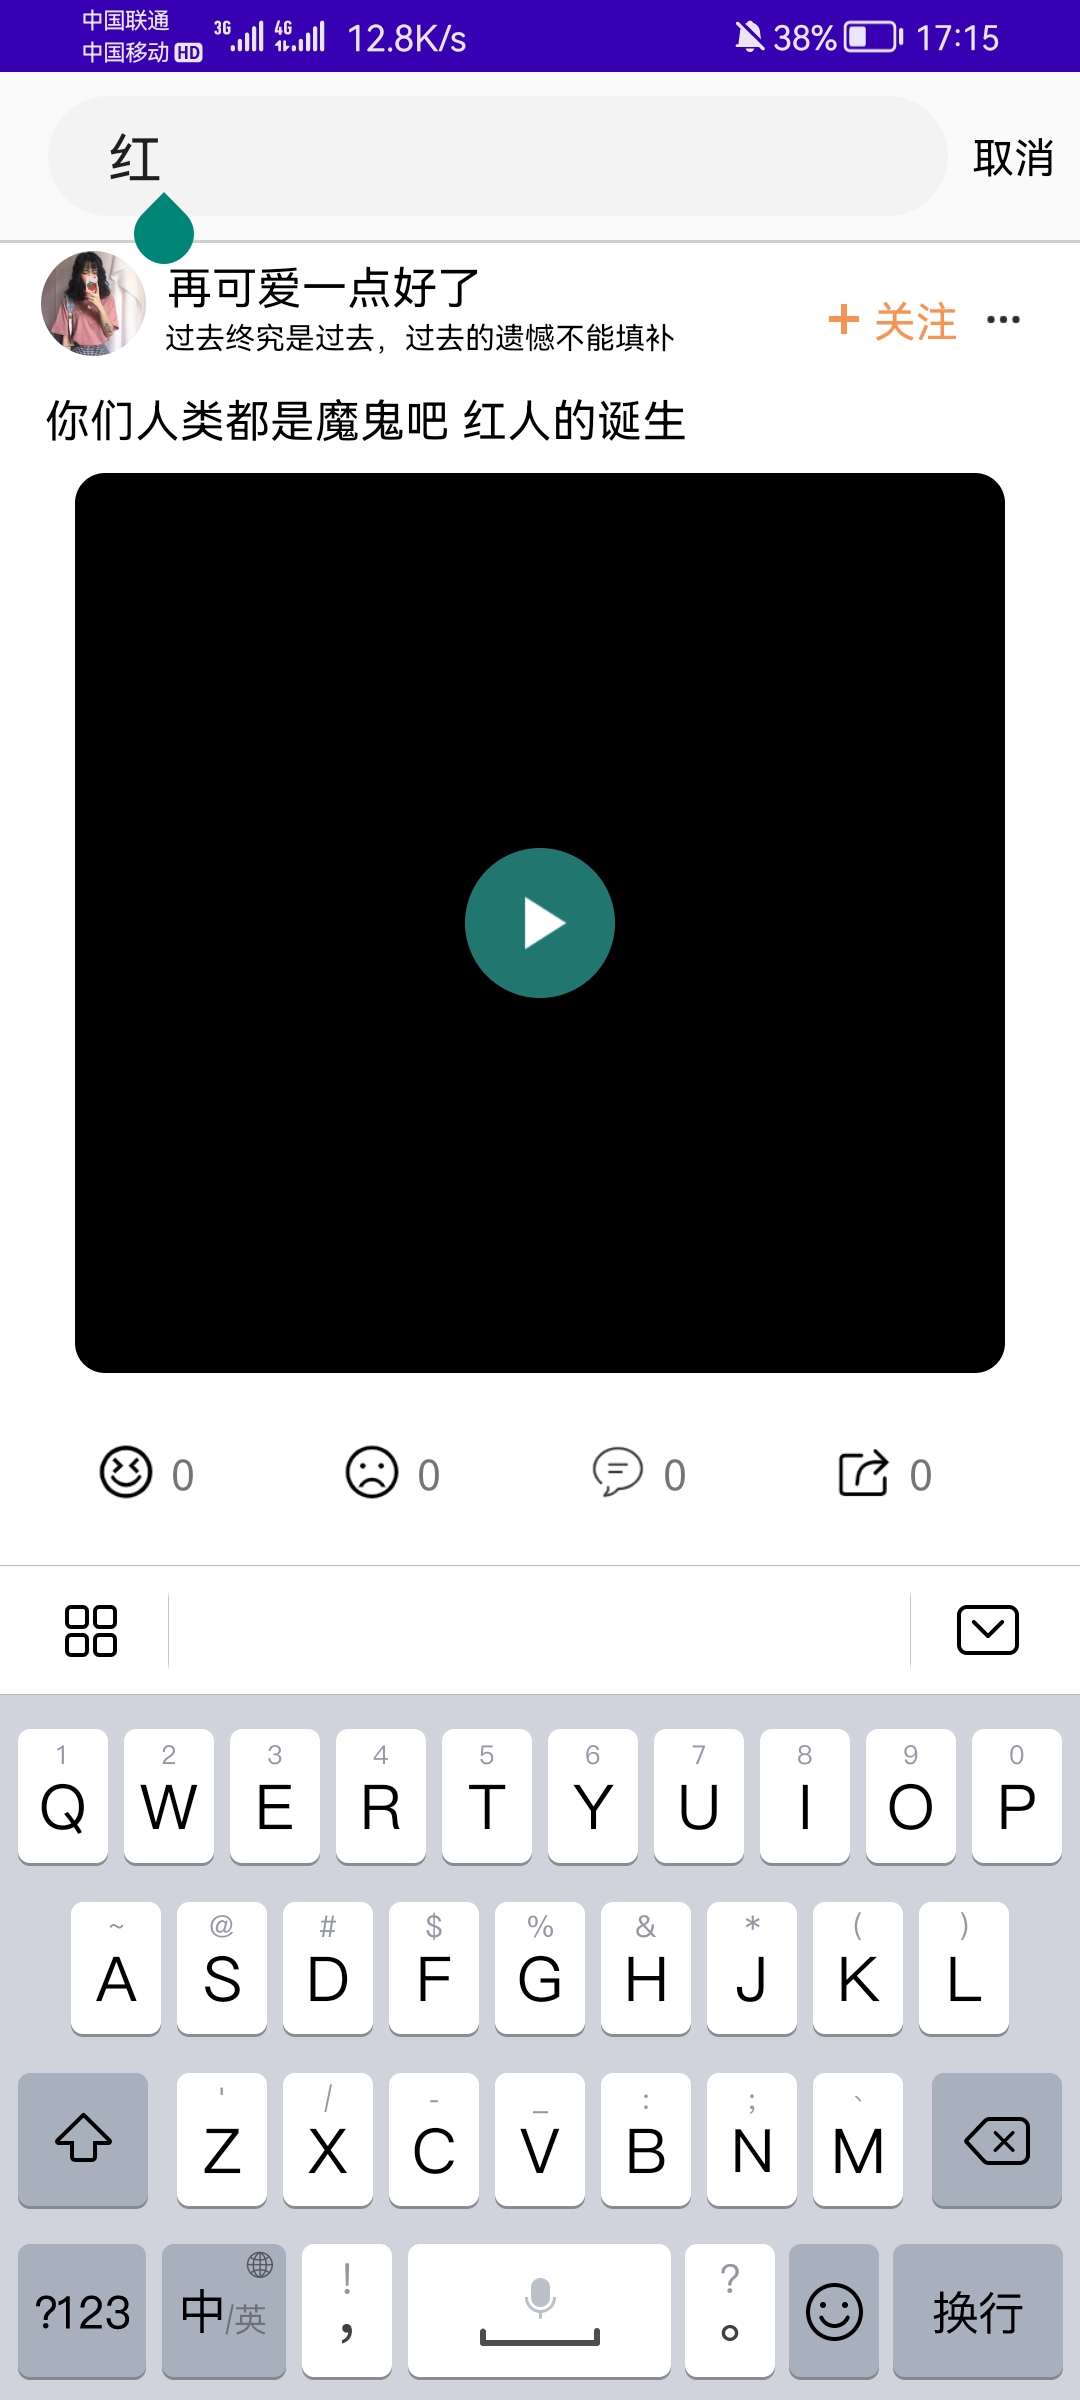 中国联通
中国移动 HD 3G 4G 12.8K/s 38% 17:15
红 取消
再可爱一点好了
过去终究是过去，过去的遗憾不能填补
+ 关注 ···
你们人类都是魔鬼吧 红人的诞生
0 0 0 0
1 2 3 4 5 6 7 8 9 0
Q W E R T Y U I O P
~ @ # $ % & * ( )
A S D F G H J K L
' / - _ : ; 、
Z X C V B N M
! ?
?123 中/英 , 。 换行